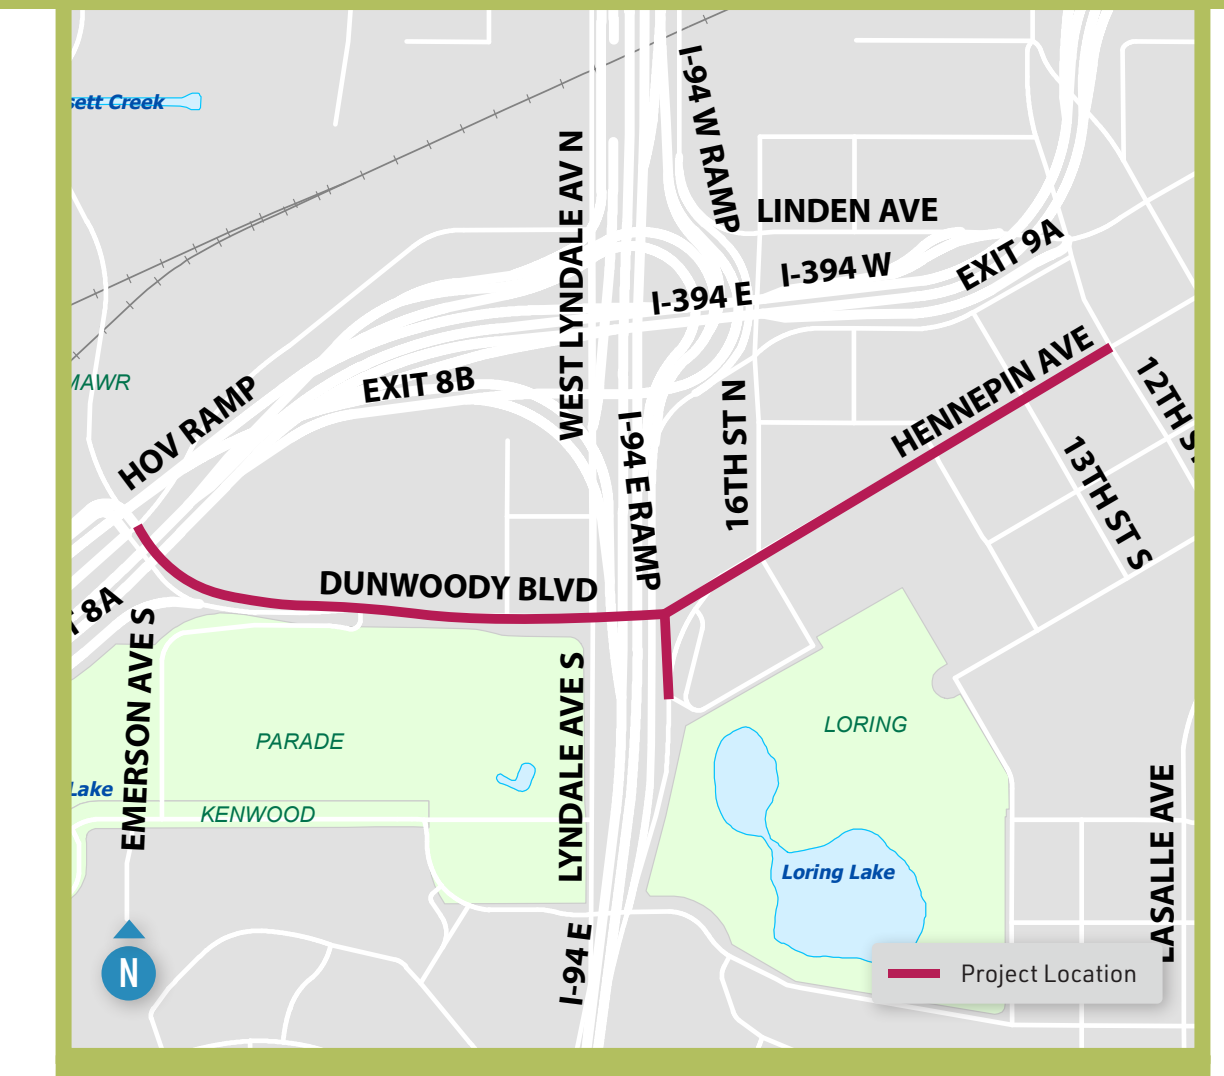 I-94 W RAMP
sett Creek
WEST LYNDALE AV N
LINDEN AVE
EXIT 9A
I-394 W
I-394 E
HENNEPIN AVE
12TH S
MAWR
EXIT 8B
HOV RAMP
16TH ST N
I-94 E RAMP
13TH ST S
DUNWOODY BLVD
T 8A
EMERSON AVE S
LYNDALE AVE S
PARADE
LORING
Lake
KENWOOD
LASALLE AVE
Loring Lake
I-94 E
N
Project Location